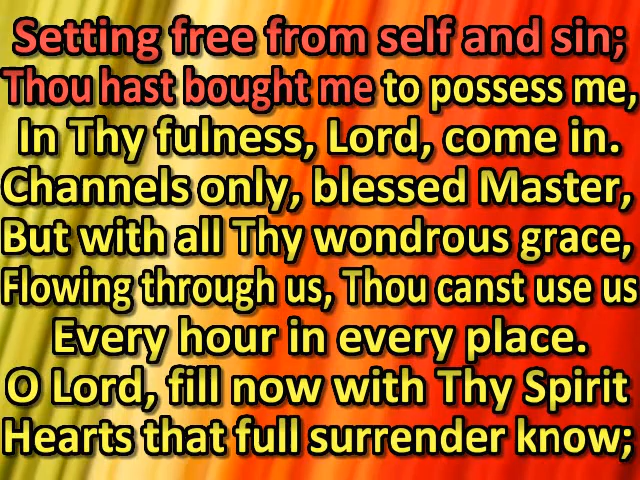 Setting free from self and sin;
Thou hast bought me to possess me,
In Thy fulness, Lord, come in.
Channels only, blessed Master,
But with all Thy wondrous grace,
Flowing through us, Thou canst use us
Every hour in every place.
O Lord, fill now with Thy Spirit
Hearts that full surrender know;